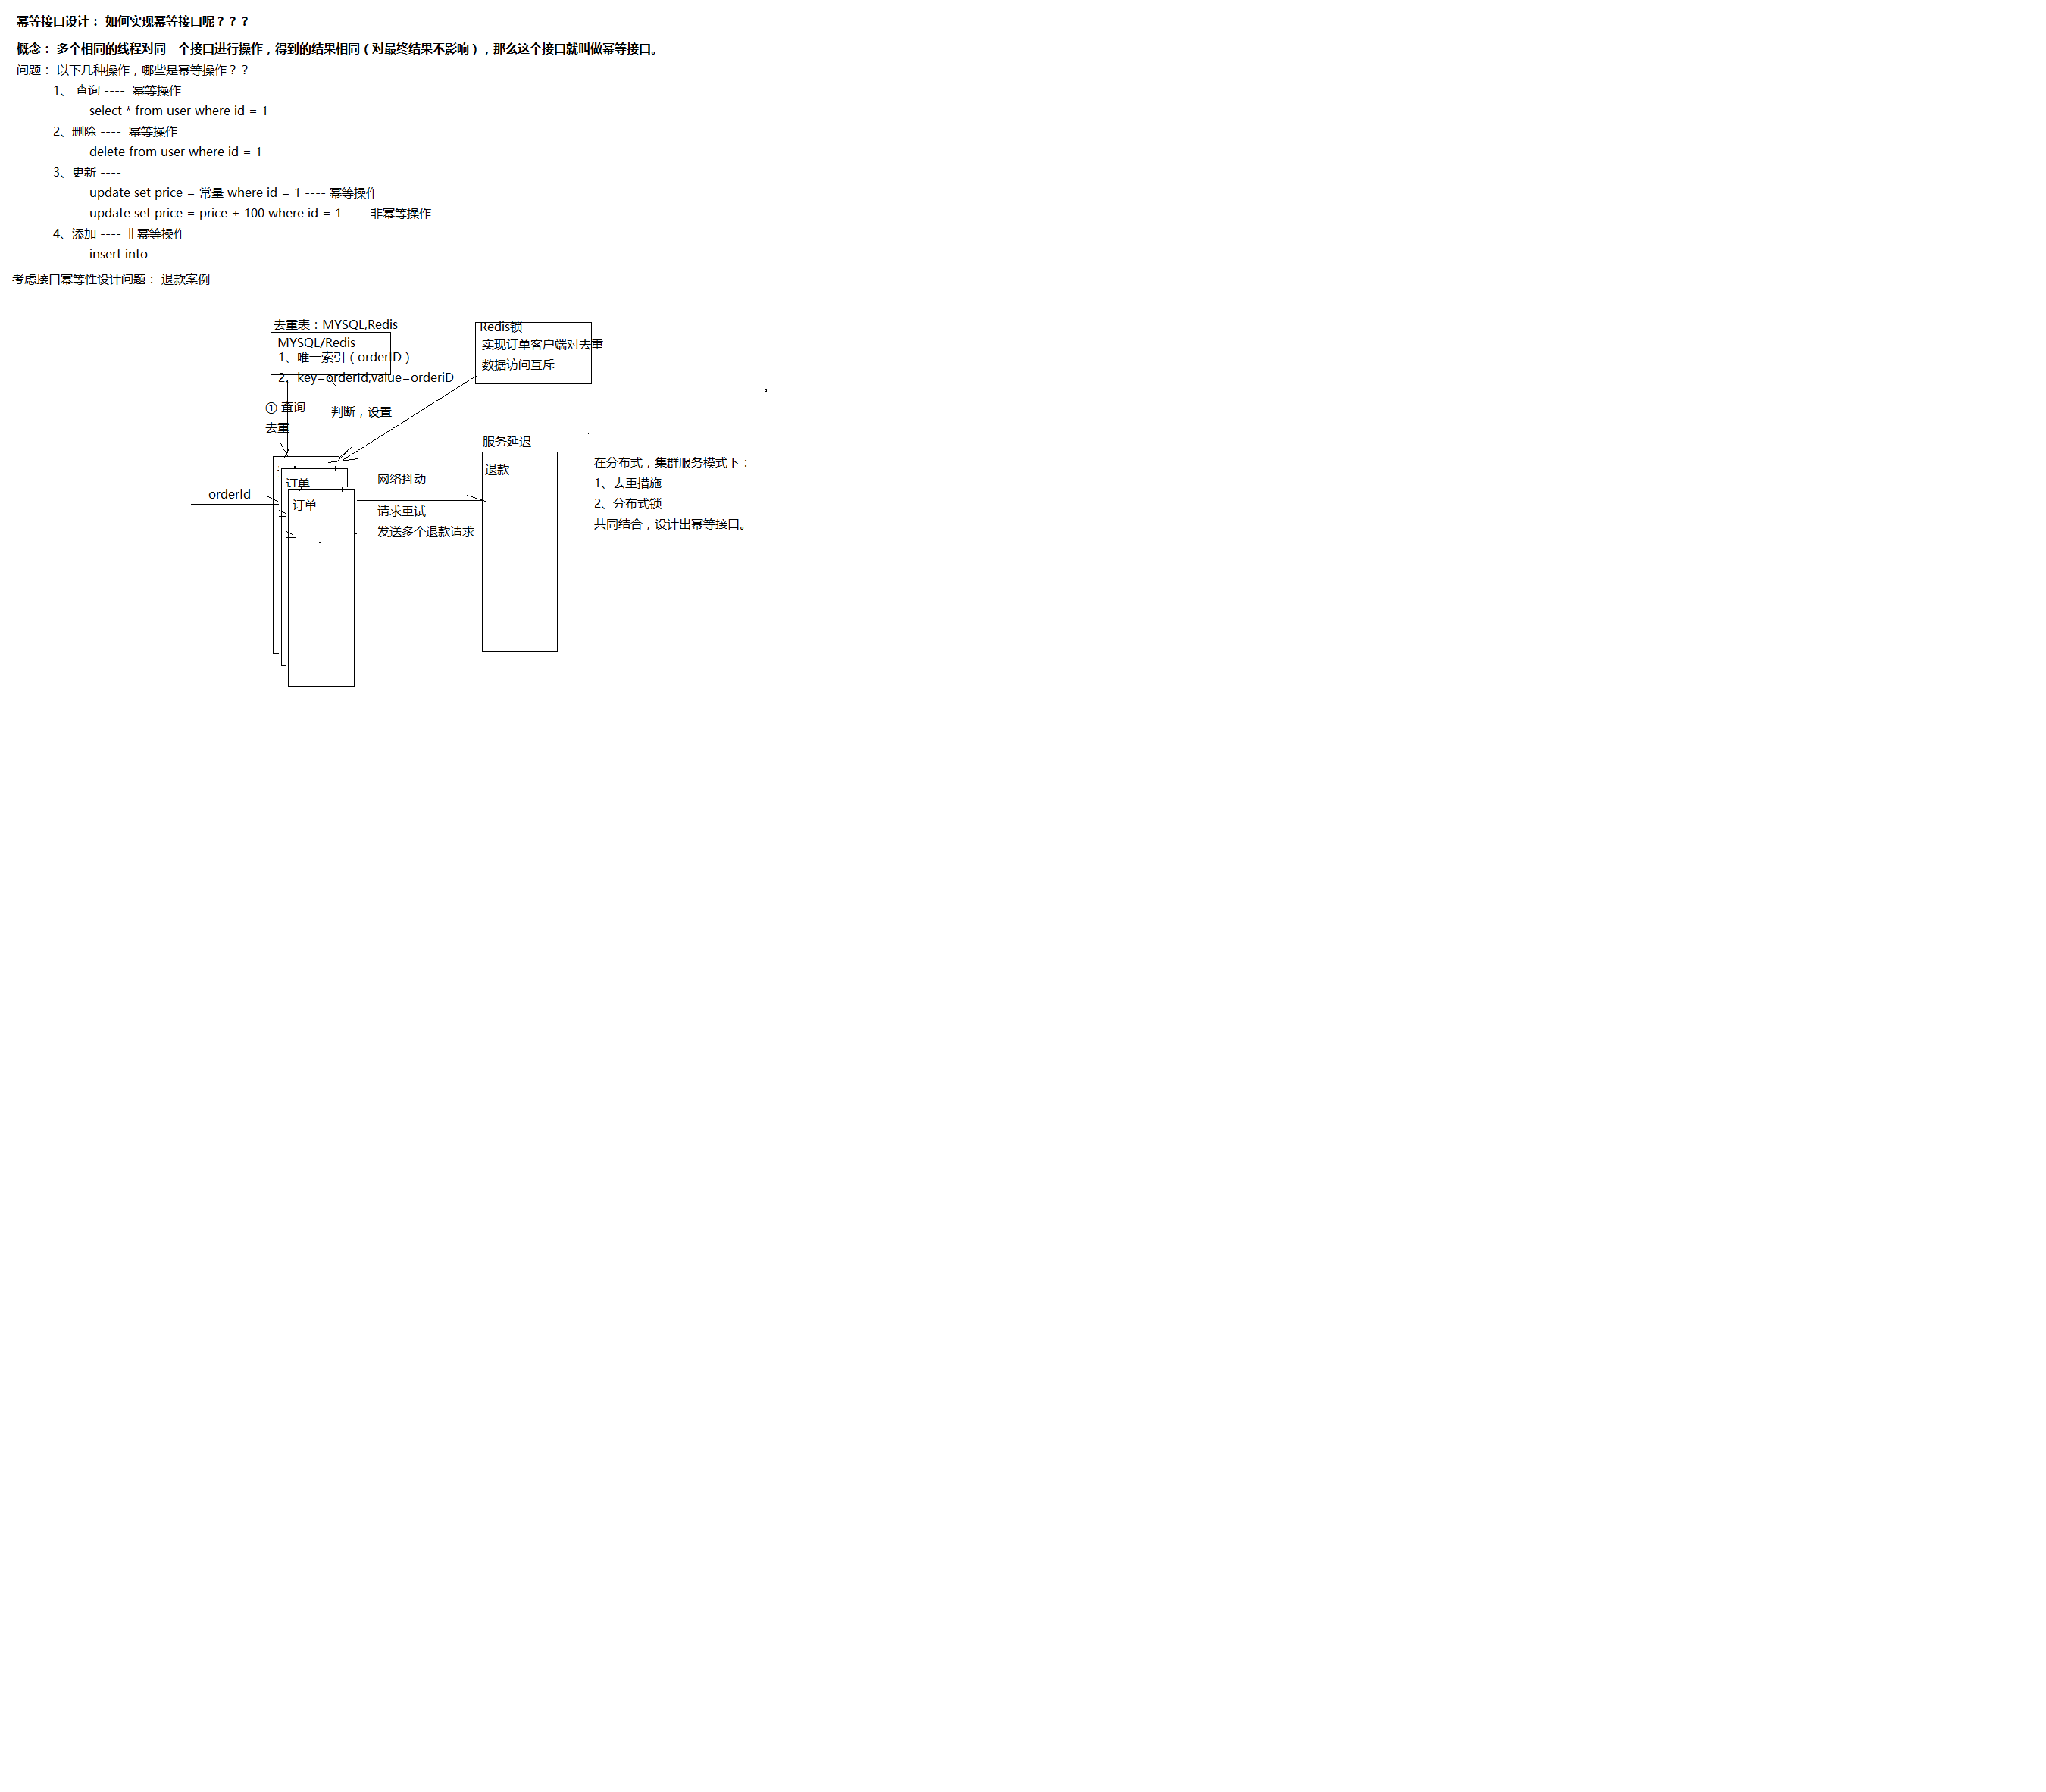 幂等接口设计： 如何实现幂等接口呢？？？
概念： 多个相同的线程对同一个接口进行操作，得到的结果相同（对最终结果不影响），那么这个接口就叫做幂等接口。
问题： 以下几种操作，哪些是幂等操作？？
1、 查询 ---- 幂等操作
select * from user where id = 1
2、删除 ---- 幂等操作
delete from user where id = 1
3、更新 ----
update set price = 常量 where id = 1 ---- 幂等操作
update set price = price + 100 where id = 1 ---- 非幂等操作
4、添加 ---- 非幂等操作
insert into
考虑接口幂等性设计问题： 退款案例
去重表：MYSQL,Redis
MYSQL/Redis
1、唯一索引（orderID）
2、key=orderId,value=orderiD
Redis锁
实现订单客户端对去重
数据访问互斥
① 查询
去重
判断，设置
服务延迟
退款
在分布式，集群服务模式下：
1、去重措施
2、分布式锁
共同结合，设计出幂等接口。
网络抖动
请求重试
发送多个退款请求
orderId
订单
订单